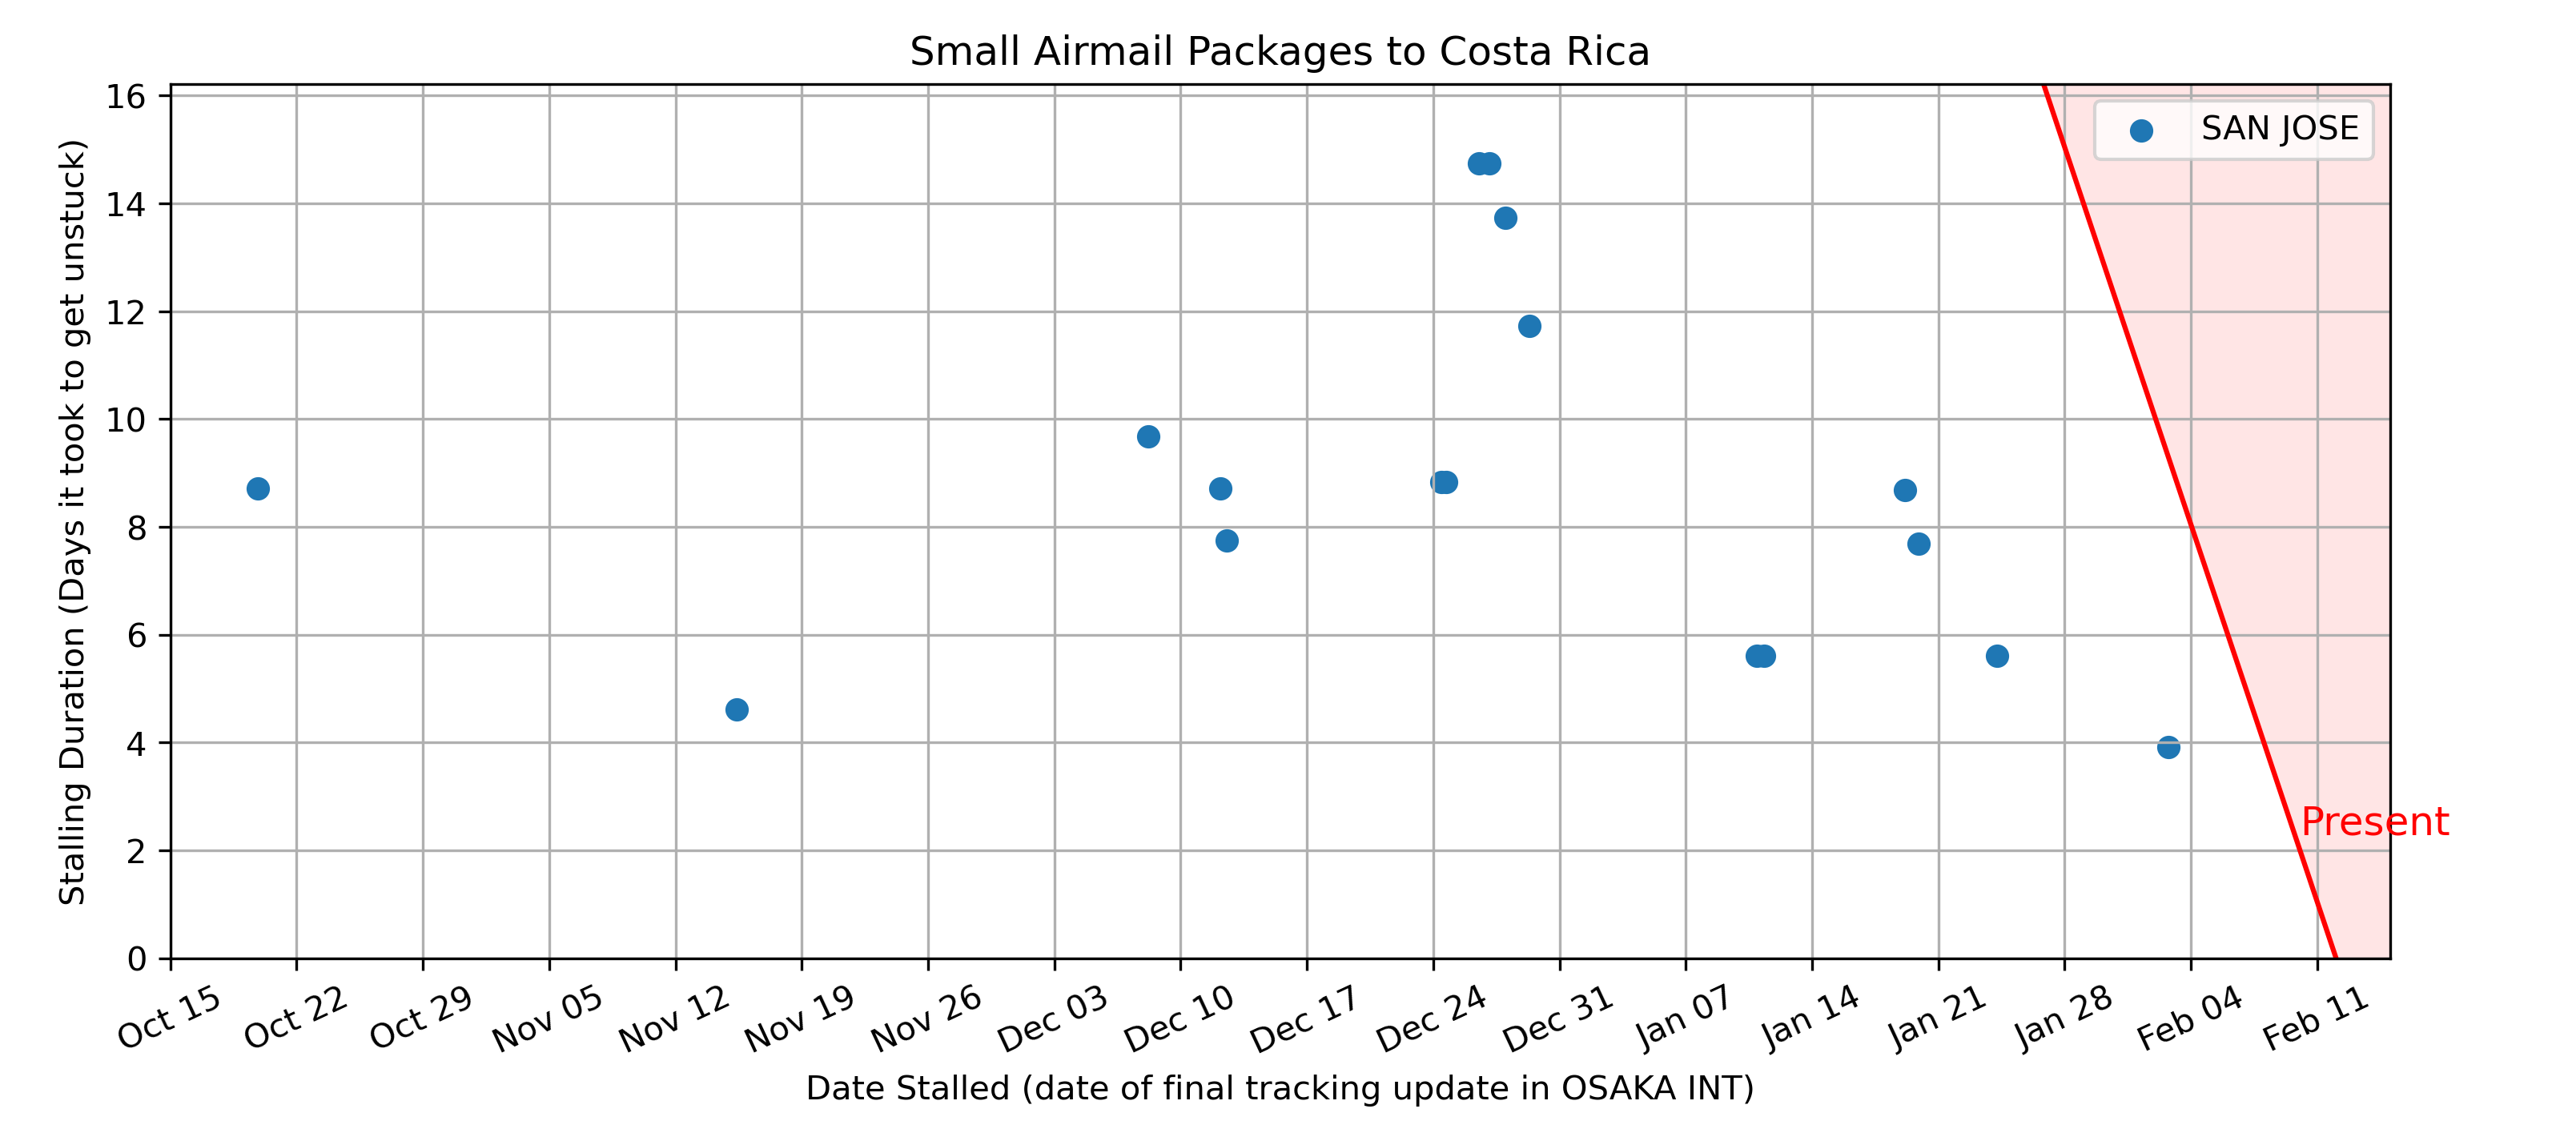 Small Airmail Packages to Costa Rica
SAN JOSE
Stalling Duration (Days it took to get unstuck)
16
14
12
10
8
6
4
2
0
Present
Oct 15
Oct 22
Oct 29
Nov 05
Nov 12
Nov 19
Nov 26
Dec 03
Dec 10
Dec 17
Dec 24
Dec 31
Jan 07
Jan 14
Jan 21
Jan 28
Feb 04
Feb 11
Date Stalled (date of final tracking update in OSAKA INT)